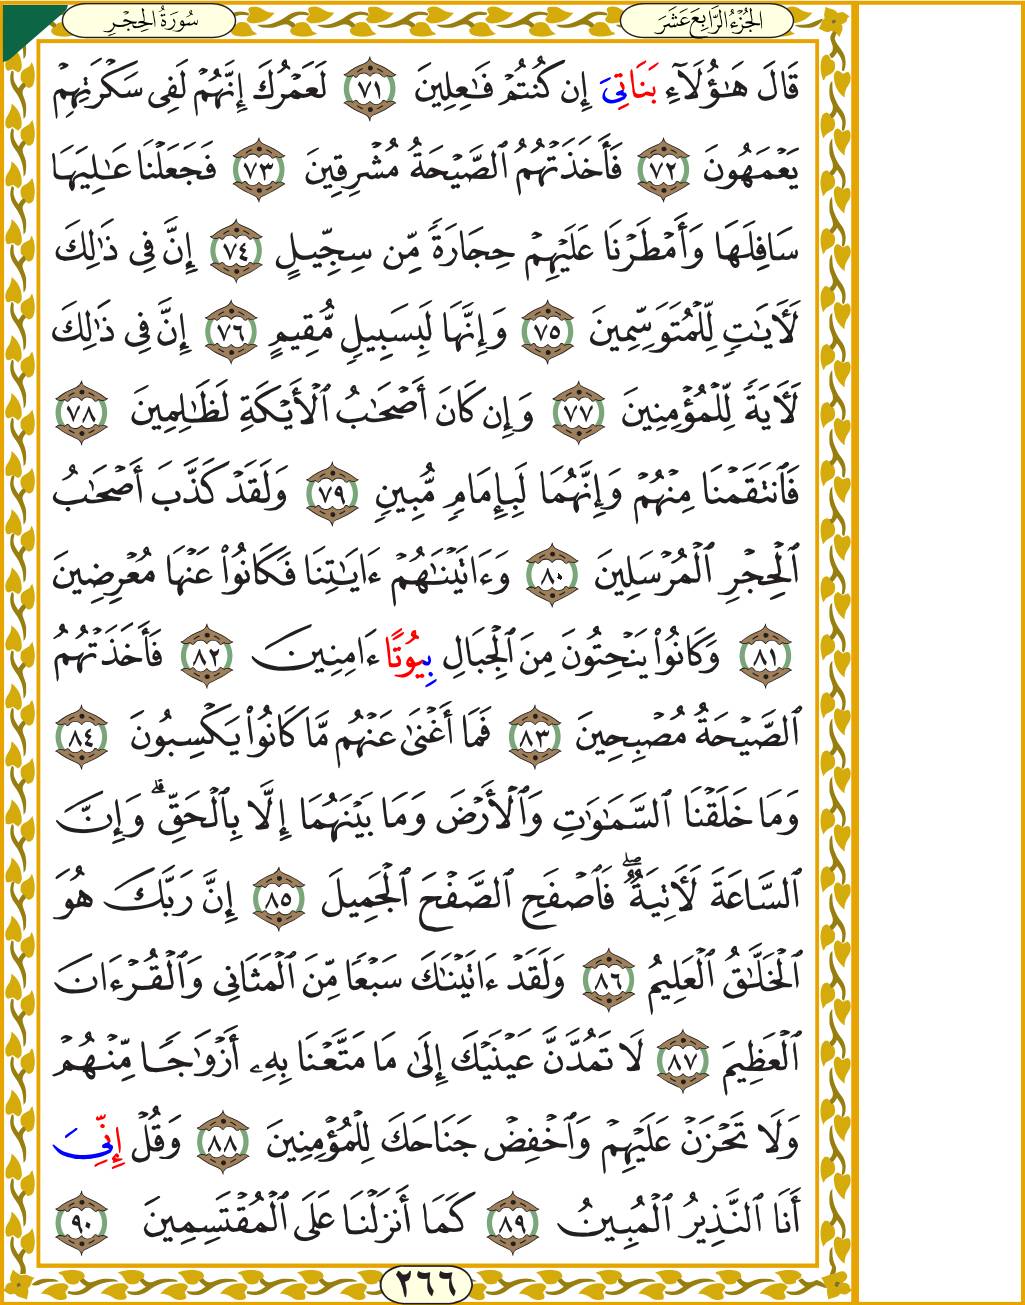 الجُزْءُ الرَّابِعَ عَشَرَ
سُورَةُ الحِجْرِ
قَالَ هَـٰٓؤُلَآءِ بَنَاتِيَ إِن كُنتُمْ فَـٰعِلِينَ ٧١ لَعَمْرُكَ إِنَّهُمْ لَفِى سَكْرَتِهِمْ
يَعْمَهُونَ ٧٢ فَأَخَذَتْهُمُ ٱلصَّيْحَةُ مُشْرِقِينَ ٧٣ فَجَعَلْنَا عَـٰلِيَهَا
سَافِلَهَا وَأَمْطَرْنَا عَلَيْهِمْ حِجَارَةً مِّن سِجِّيلٍ ٧٤ إِنَّ فِى ذَٰلِكَ
لَأَيَـٰتٍ لِّلْمُتَوَسِّمِينَ ٧٥ وَإِنَّهَا لَبِسَبِيلٍ مُّقِيمٍ ٧٦ إِنَّ فِى ذَٰلِكَ
لَأَيَةً لِّلْمُؤْمِنِينَ ٧٧ وَإِن كَانَ أَصْحَـٰبُ ٱلْأَيْكَةِ لَظَـٰلِمِينَ ٧٨
فَٱنتَقَمْنَا مِنْهُمْ وَإِنَّهُمَا لَبِإِمَامٍ مُّبِينٍ ٧٩ وَلَقَدْ كَذَّبَ أَصْحَـٰبُ
ٱلْحِجْرِ ٱلْمُرْسَلِينَ ٨٠ وَءَاتَيْنَـٰهُمْ ءَايَـٰتِنَا فَكَانُوا۟ عَنْهَا مُعْرِضِينَ
٨١ وَكَانُوا۟ يَنْحِتُونَ مِنَ ٱلْجِبَالِ بِيُوتًا ءَامِنِينَ ٨٢ فَأَخَذَتْهُمُ
ٱلصَّيْحَةُ مُصْبِحِينَ ٨٣ فَمَا أَغْنَىٰ عَنْهُم مَّا كَانُوا۟ يَكْسِبُونَ ٨٤
وَمَا خَلَقْنَا ٱلسَّمَـٰوَٰتِ وَٱلْأَرْضَ وَمَا بَيْنَهُمَا إِلَّا بِٱلْحَقِّ ۗ وَإِنَّ
ٱلسَّاعَةَ لَأَتِيَةٌ ۖ فَٱصْفَحِ ٱلصَّفْحَ ٱلْجَمِيلَ ٨٥ إِنَّ رَبَّكَ هُوَ
ٱلْخَلَّـٰقُ ٱلْعَلِيمُ ٨٦ وَلَقَدْ ءَاتَيْنَـٰكَ سَبْعًا مِّنَ ٱلْمَثَانِى وَٱلْقُرْءَانَ
ٱلْعَظِيمَ ٨٧ لَا تَمُدَّنَّ عَيْنَيْكَ إِلَىٰ مَا مَتَّعْنَا بِهِۦ أَزْوَٰجًا مِّنْهُمْ
وَلَا تَحْزَنْ عَلَيْهِمْ وَٱخْفِضْ جَنَاحَكَ لِلْمُؤْمِنِينَ ٨٨ وَقُلْ إِنِّىَ
أَنَا ٱلنَّذِيرُ ٱلْمُبِينُ ٨٩ كَمَا أَنزَلْنَا عَلَى ٱلْمُقْتَسِمِينَ ٩٠
٢٦٦